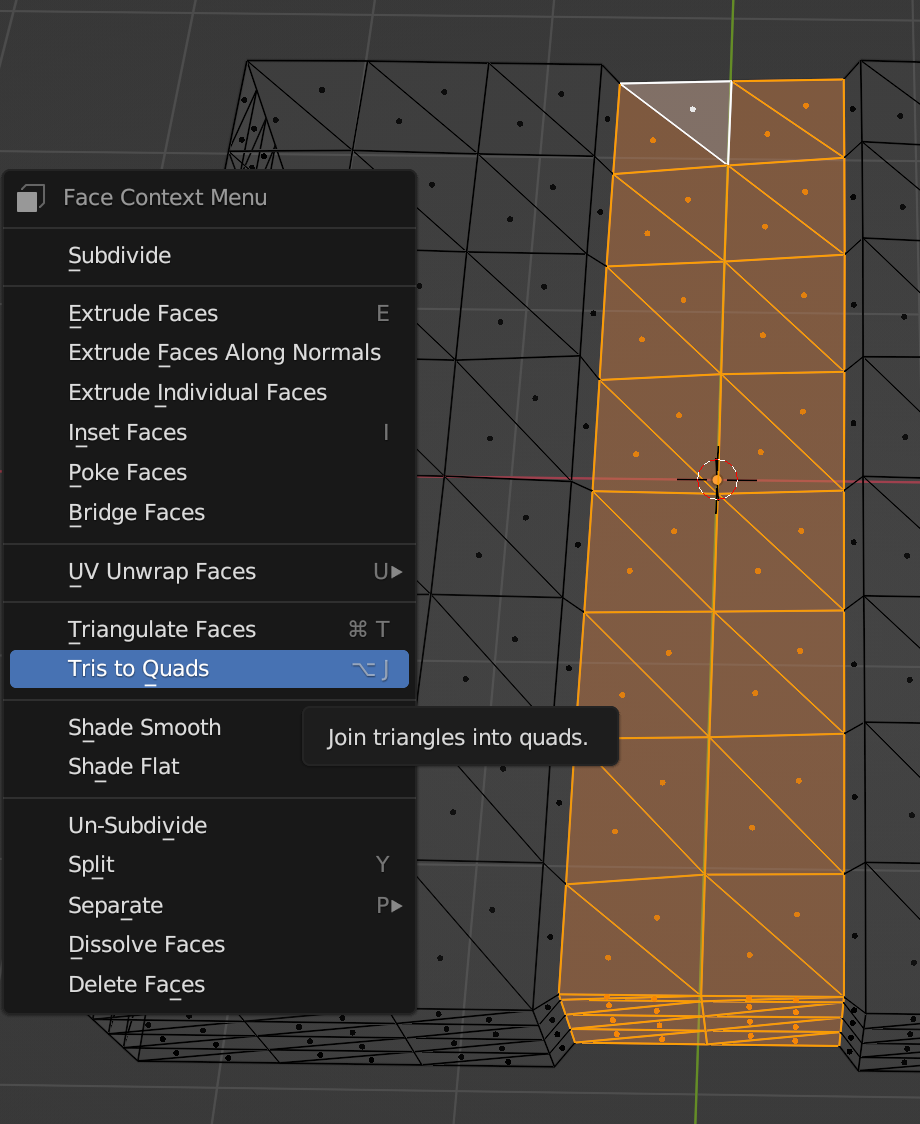 Face Context Menu
Subdivide
Extrude Faces E
Extrude Faces Along Normals
Extrude Individual Faces
Inset Faces I
Poke Faces
Bridge Faces
UV Unwrap Faces U▶
Triangulate Faces ⌘ T
Tris to Quads ⌥ J
Shade Smooth
Join triangles into quads.
Shade Flat
Un-Subdivide
Split Y
Separate P▶
Dissolve Faces
Delete Faces